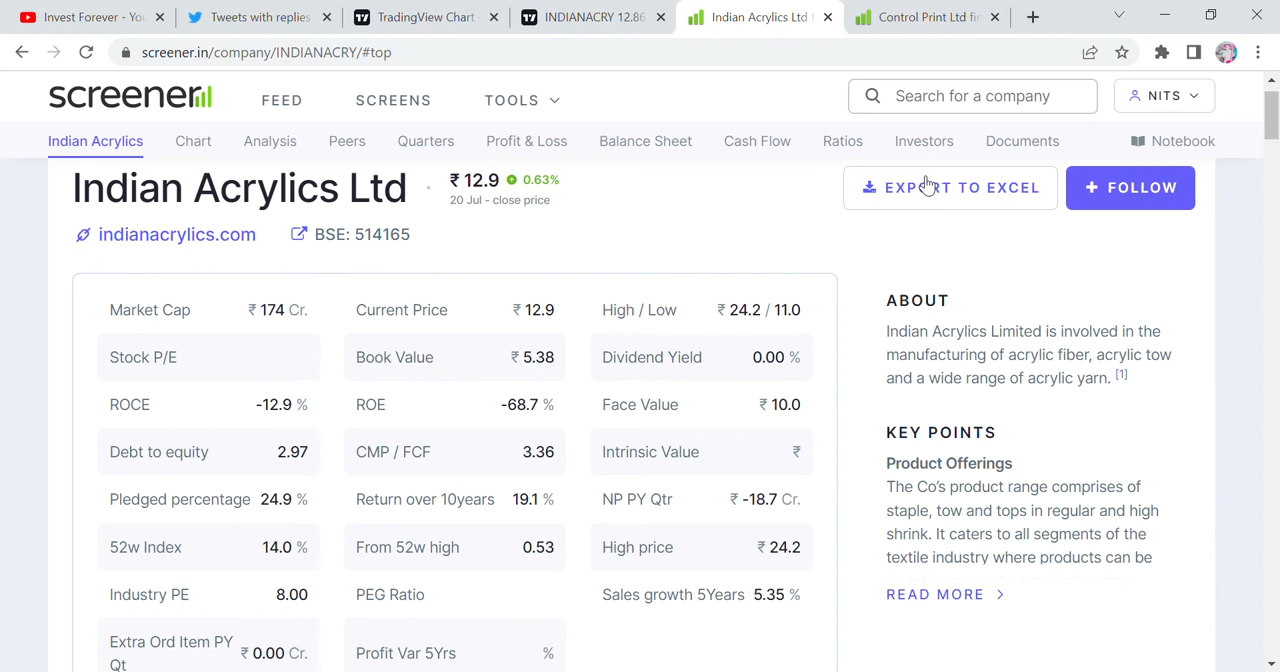 Invest Forever - You
Tweets with replies
TradingView Chart
INDIANACRY 12.86
Indian Acrylics Ltd f
Control Print Ltd fin
screener.in/company/INDIANACRY/#top
screener
FEED
SCREENS
TOOLS
Search for a company
NITS
Indian Acrylics
Chart
Analysis
Peers
Quarters
Profit & Loss
Balance Sheet
Cash Flow
Ratios
Investors
Documents
Notebook
Indian Acrylics Ltd
₹ 12.9 0.63%
20 Jul - close price
EXPORT TO EXCEL
FOLLOW
indianacrylics.com
BSE: 514165
Market Cap ₹ 174 Cr.
Current Price ₹ 12.9
High / Low ₹ 24.2 / 11.0
Stock P/E
Book Value ₹ 5.38
Dividend Yield 0.00 %
ROCE -12.9 %
ROE -68.7 %
Face Value ₹ 10.0
Debt to equity 2.97
CMP / FCF 3.36
Intrinsic Value ₹
Pledged percentage 24.9 %
Return over 10years 19.1 %
NP PY Qtr ₹ -18.7 Cr.
52w Index 14.0 %
From 52w high 0.53
High price ₹ 24.2
Industry PE 8.00
PEG Ratio
Sales growth 5Years 5.35 %
Extra Ord Item PY
Qt ₹ 0.00 Cr.
Profit Var 5Yrs %
ABOUT
Indian Acrylics Limited is involved in the
manufacturing of acrylic fiber, acrylic tow
and a wide range of acrylic yarn. [1]
KEY POINTS
Product Offerings
The Co's product range comprises of
staple, tow and tops in regular and high
shrink. It caters to all segments of the
textile industry where products can be
READ MORE